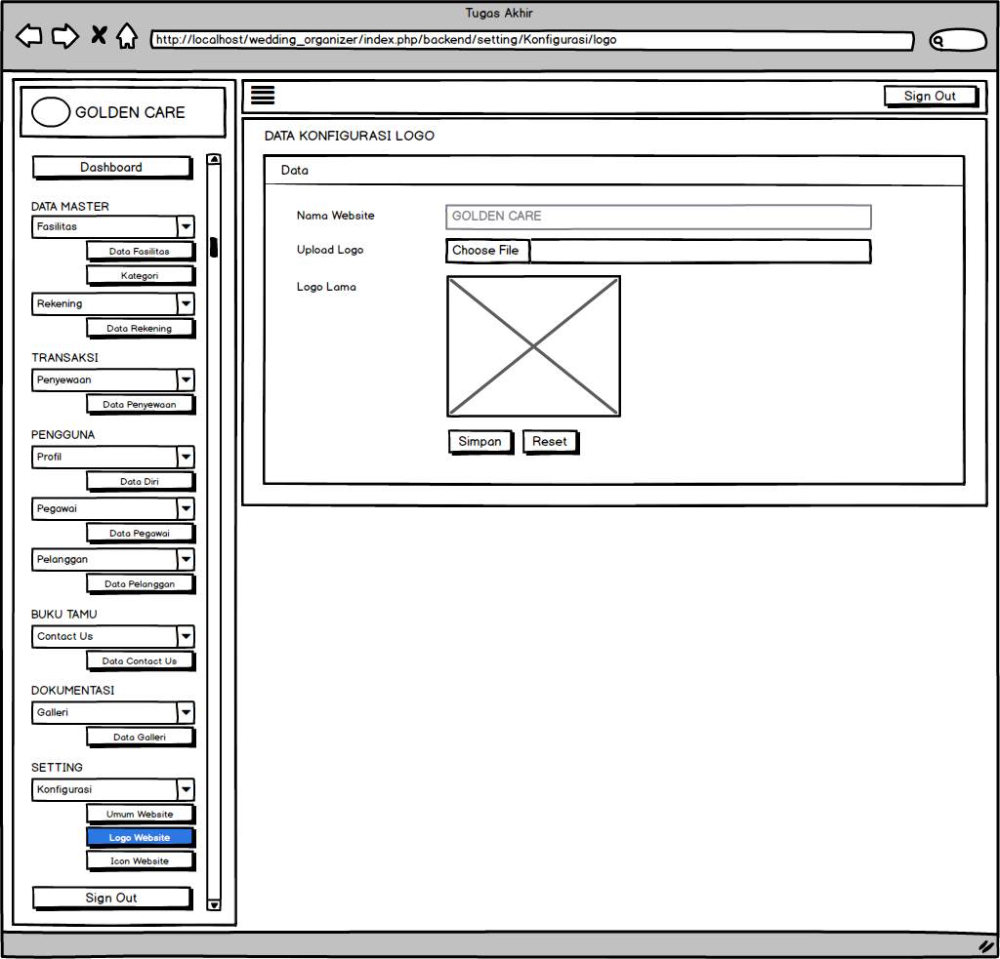 Tugas Akhir
http://localhost/wedding_organizer/index.php/backend/setting/Konfigurasi/logo
GOLDEN CARE
Dashboard
DATA MASTER
Fasilitas
Data Fasilitas
Kategori
Rekening
Data Rekening
TRANSAKSI
Penyewaan
Data Penyewaan
PENGGUNA
Profil
Data Diri
Pegawai
Data Pegawai
Pelanggan
Data Pelanggan
BUKU TAMU
Contact Us
Data Contact Us
DOKUMENTASI
Galleri
Data Galleri
SETTING
Konfigurasi
Umum Website
Logo Website
Icon Website
Sign Out
Sign Out
DATA KONFIGURASI LOGO
Data
Nama Website GOLDEN CARE
Upload Logo Choose File
Logo Lama
Simpan Reset